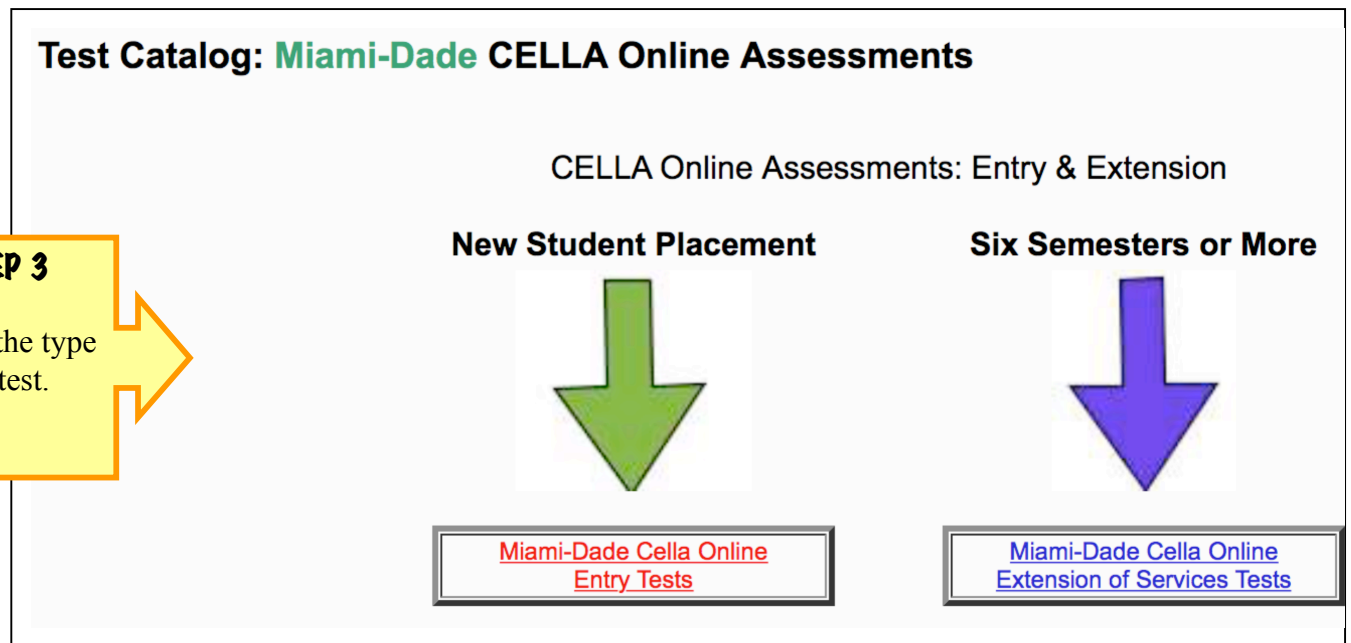 Test Catalog: Miami-Dade CELLA Online Assessments
CELLA Online Assessments: Entry & Extension
New Student Placement
Six Semesters or More
3
the type
test.
Miami-Dade Cella Online
Entry Tests
Miami-Dade Cella Online
Extension of Services Tests